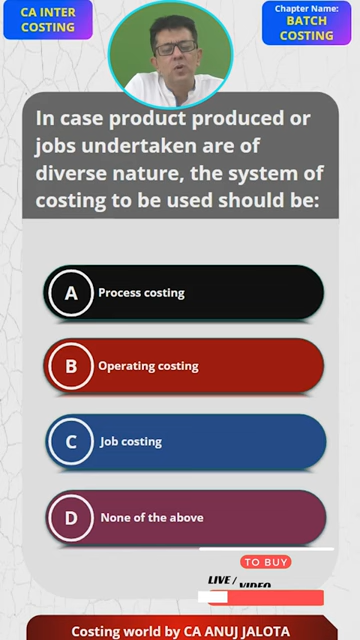 CA INTER
COSTING
Chapter Name:
BATCH
COSTING
In case product produced or
jobs undertaken are of
diverse nature, the system of
costing to be used should be:
A Process costing
B Operating costing
C Job costing
D None of the above
TO BUY
LIVE /
VIDEO
Costing world by CA ANUJ JALOTA